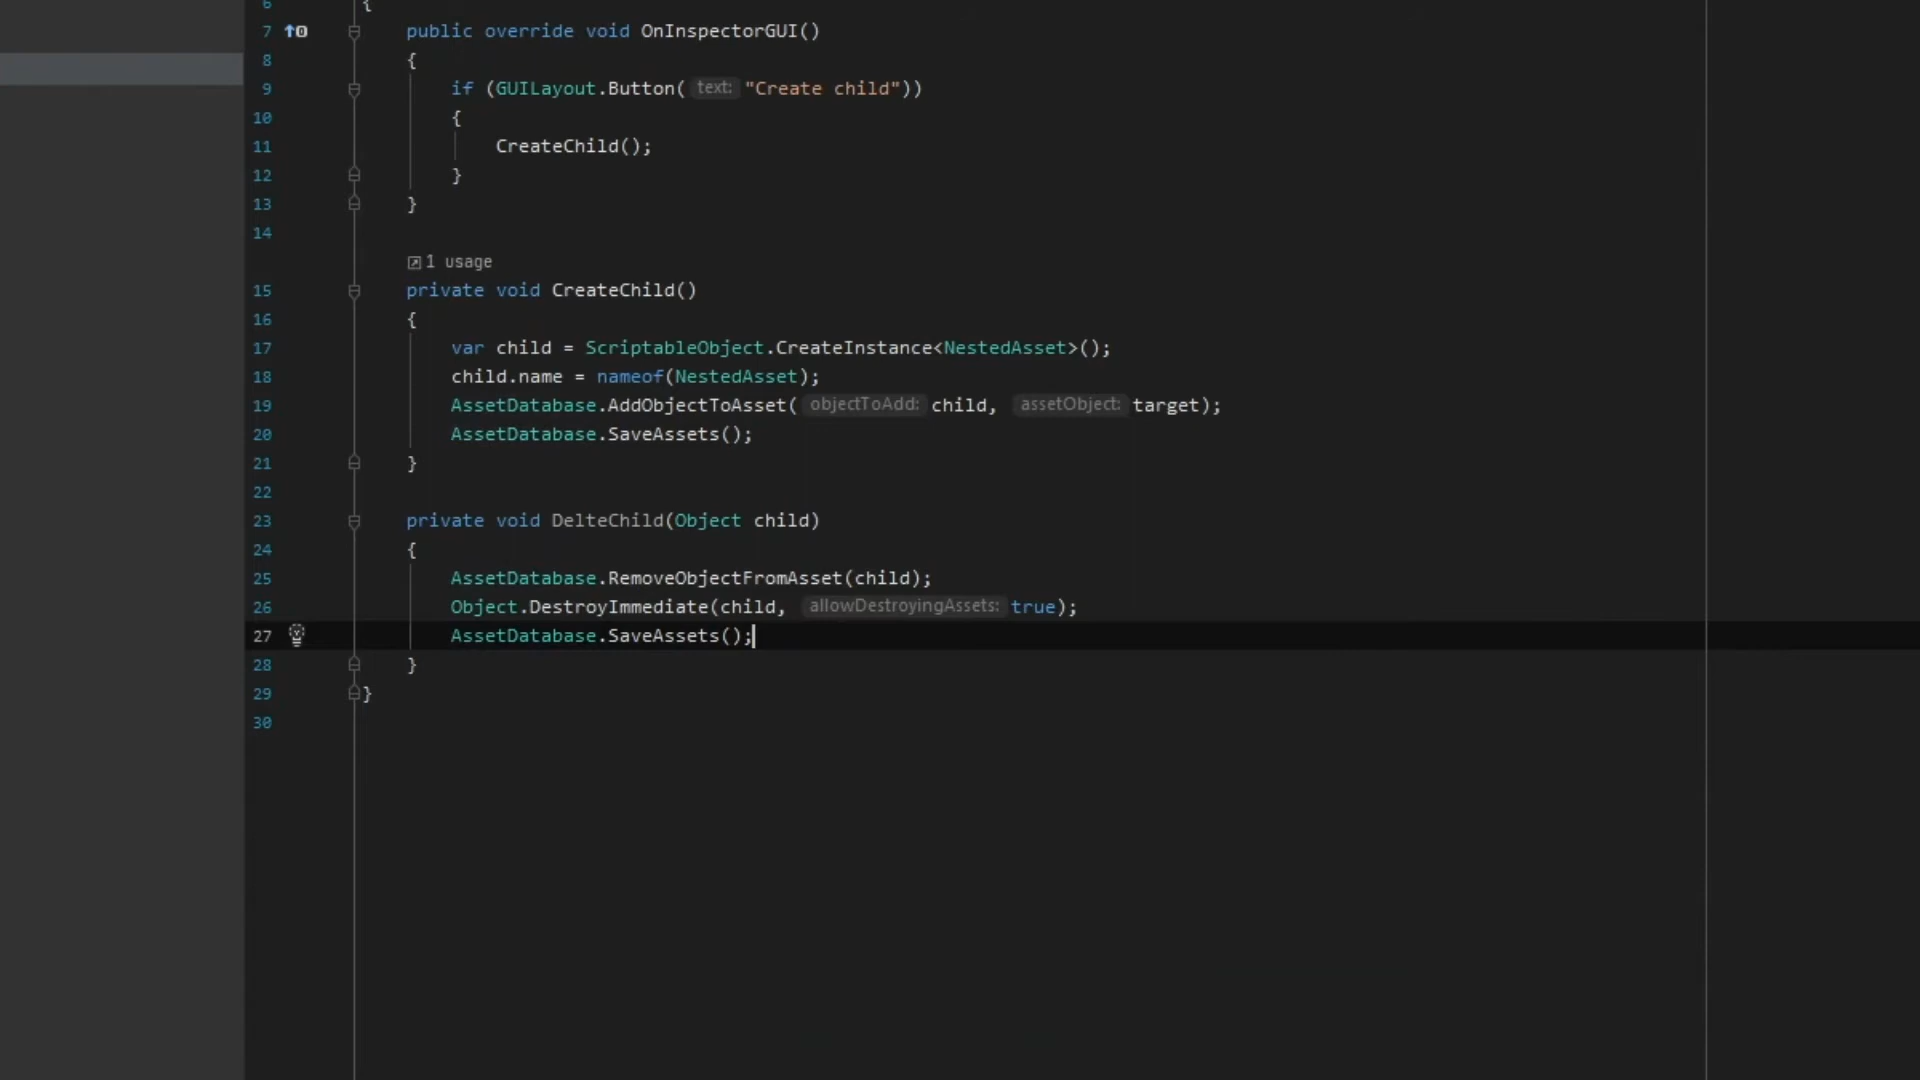 6 {
7 public override void OnInspectorGUI()
8 {
9 if (GUILayout.Button( text: "Create child"))
10 {
11 CreateChild();
12 }
13 }
14
1 usage
15 private void CreateChild()
16 {
17 var child = ScriptableObject.CreateInstance<NestedAsset>();
18 child.name = nameof(NestedAsset);
19 AssetDatabase.AddObjectToAsset( objectToAdd: child, assetObject: target);
20 AssetDatabase.SaveAssets();
21 }
22
23 private void DelteChild(Object child)
24 {
25 AssetDatabase.RemoveObjectFromAsset(child);
26 Object.DestroyImmediate(child, allowDestroyingAssets: true);
27 AssetDatabase.SaveAssets();
28 }
29 }
30